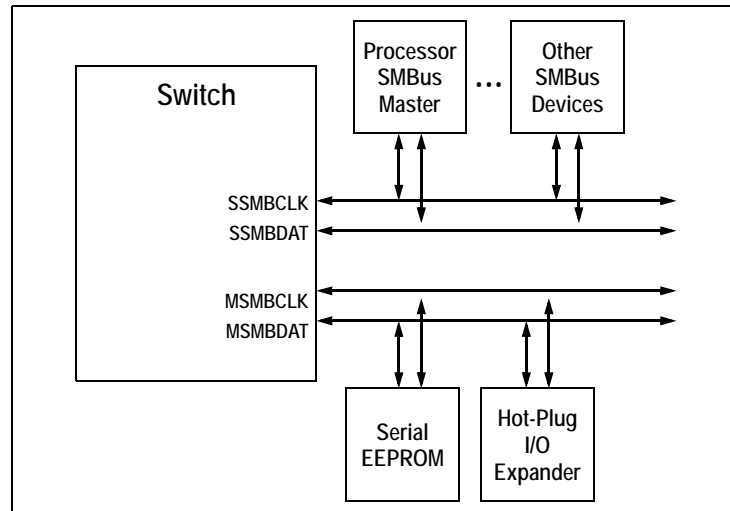 Switch
Processor
SMBus
Master
...
Other
SMBus
Devices
SSMBCLK
SSMBDAT
MSMBCLK
MSMBDAT
Serial
EEPROM
Hot-Plug
I/O
Expander